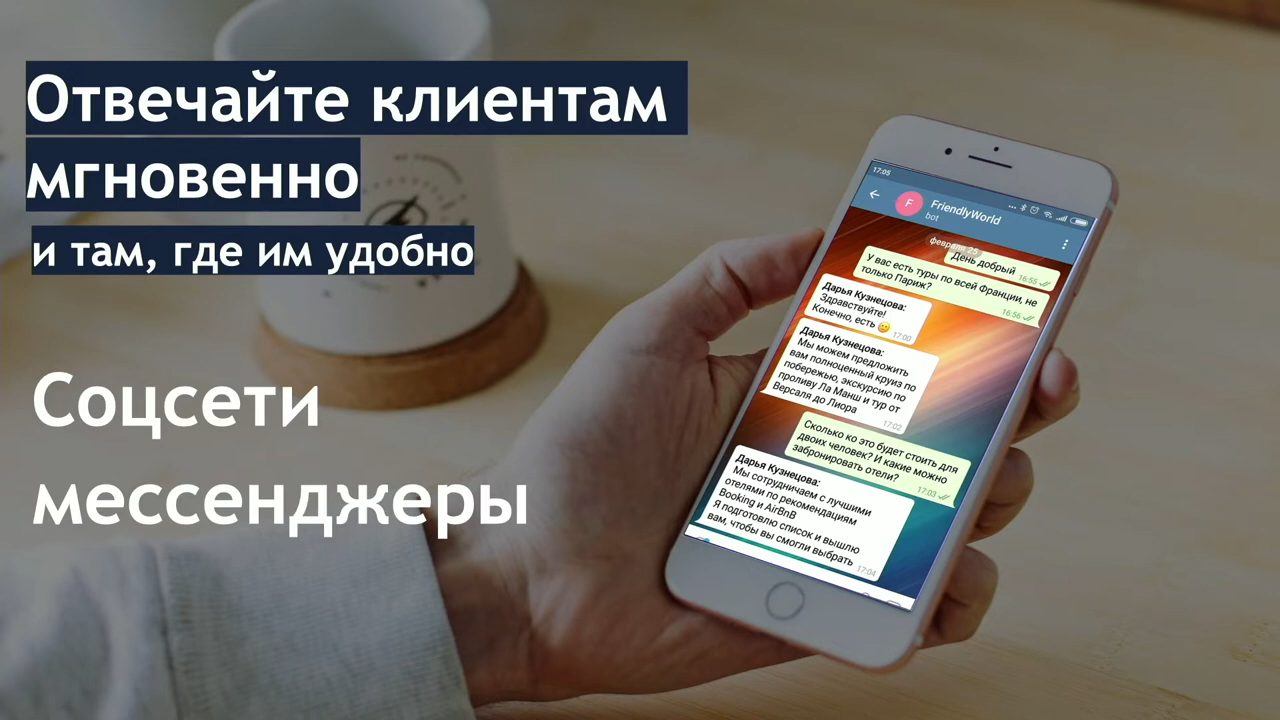 Отвечайте клиентам
мгновенно
и там, где им удобно
Соцсети
мессенджеры
17:05
F
FriendlyWorld
bot
февраля 25
День добрый
16:55
У вас есть туры по всей Франции, не
только Париж?
16:56
Дарья Кузнецова:
Здравствуйте!
Конечно, есть 🙂
17:00
Дарья Кузнецова:
Мы можем предложить
вам полноценный круиз по
побережью, экскурсию по
проливу Ла Манш и тур от
Версаля до Лиора
17:02
Сколько ко это будет стоить для
двоих человек? И какие можно
забронировать отели?
17:03
Дарья Кузнецова:
Мы сотрудничаем с лучшими
отелями по рекомендациям
Booking и AirBnB
Я подготовлю список и вышлю
вам, чтобы вы смогли выбрать
17:04